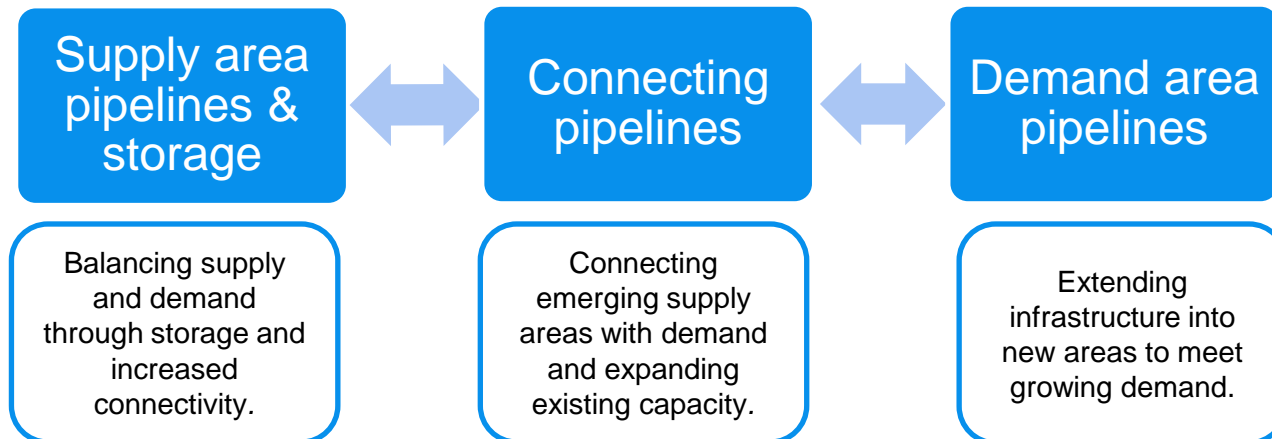 Supply area
pipelines &
storage
Connecting
pipelines
Demand area
pipelines
Balancing supply
and demand
through storage and
increased
connectivity.
Connecting
emerging supply
areas with demand
and expanding
existing capacity.
Extending
infrastructure into
new areas to meet
growing demand.